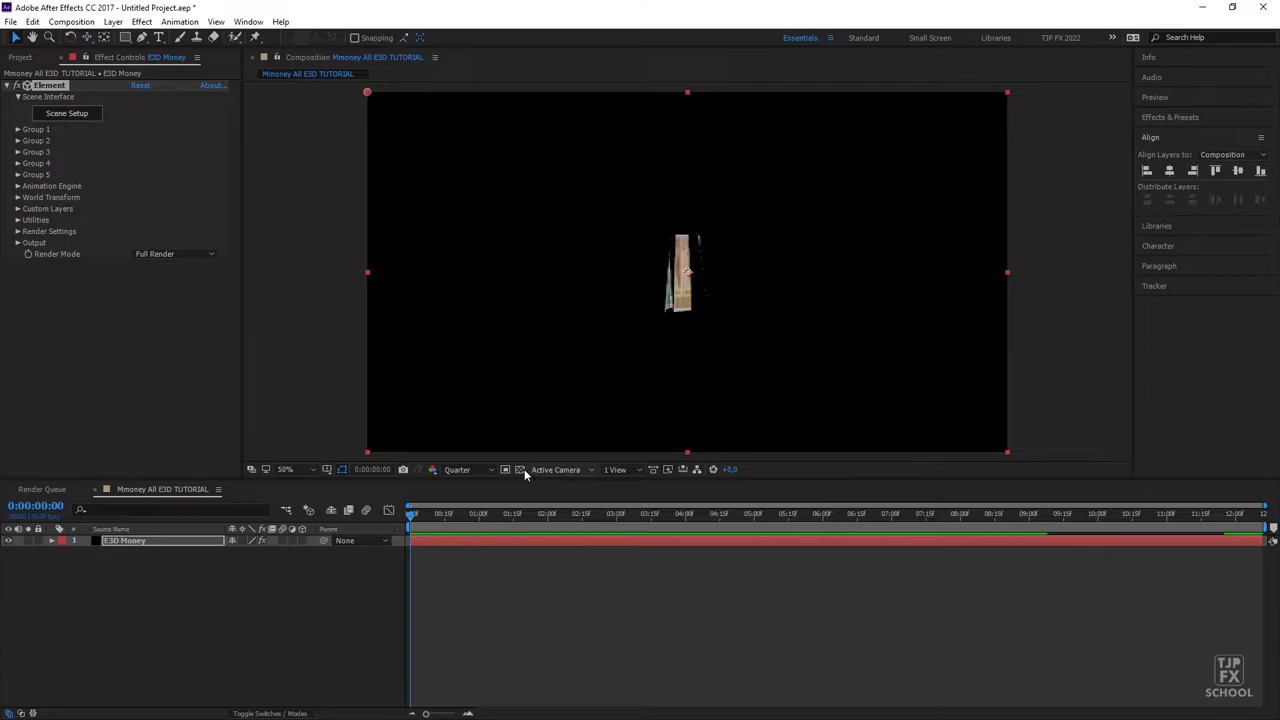 Adobe After Effects CC 2017 - Untitled Project.aep *
File Edit Composition Layer Effect Animation View Window Help
Snapping
Essentials Standard Small Screen Libraries TJP FX 2022 Search Help
Project Effect Controls E3D Money
Mmoney All E3D TUTORIAL • E3D Money
Element Reset About...
Scene Interface
Scene Setup
Group 1
Group 2
Group 3
Group 4
Group 5
Animation Engine
World Transform
Custom Layers
Utilities
Render Settings
Output
Render Mode Full Render
Composition Mmoney All E3D TUTORIAL
Mmoney All E3D TUTORIAL
50% 0:00:00:00 Quarter Active Camera 1 View +0,0
Info
Audio
Preview
Effects & Presets
Align
Align Layers to: Composition
Distribute Layers:
Libraries
Character
Paragraph
Tracker
Render Queue Mmoney All E3D TUTORIAL
0:00:00:00
00:15f 01:00f 01:15f 02:00f 02:15f 03:00f 03:15f 04:00f 04:15f 05:00f 05:15f 06:00f 06:15f 07:00f 07:15f 08:00f 08:15f 09:00f 09:15f 10:00f 10:15f 11:00f 11:15f 12:00f 12
# Source Name Parent
1 E3D Money None
Toggle Switches / Modes
TJP
FX
SCHOOL